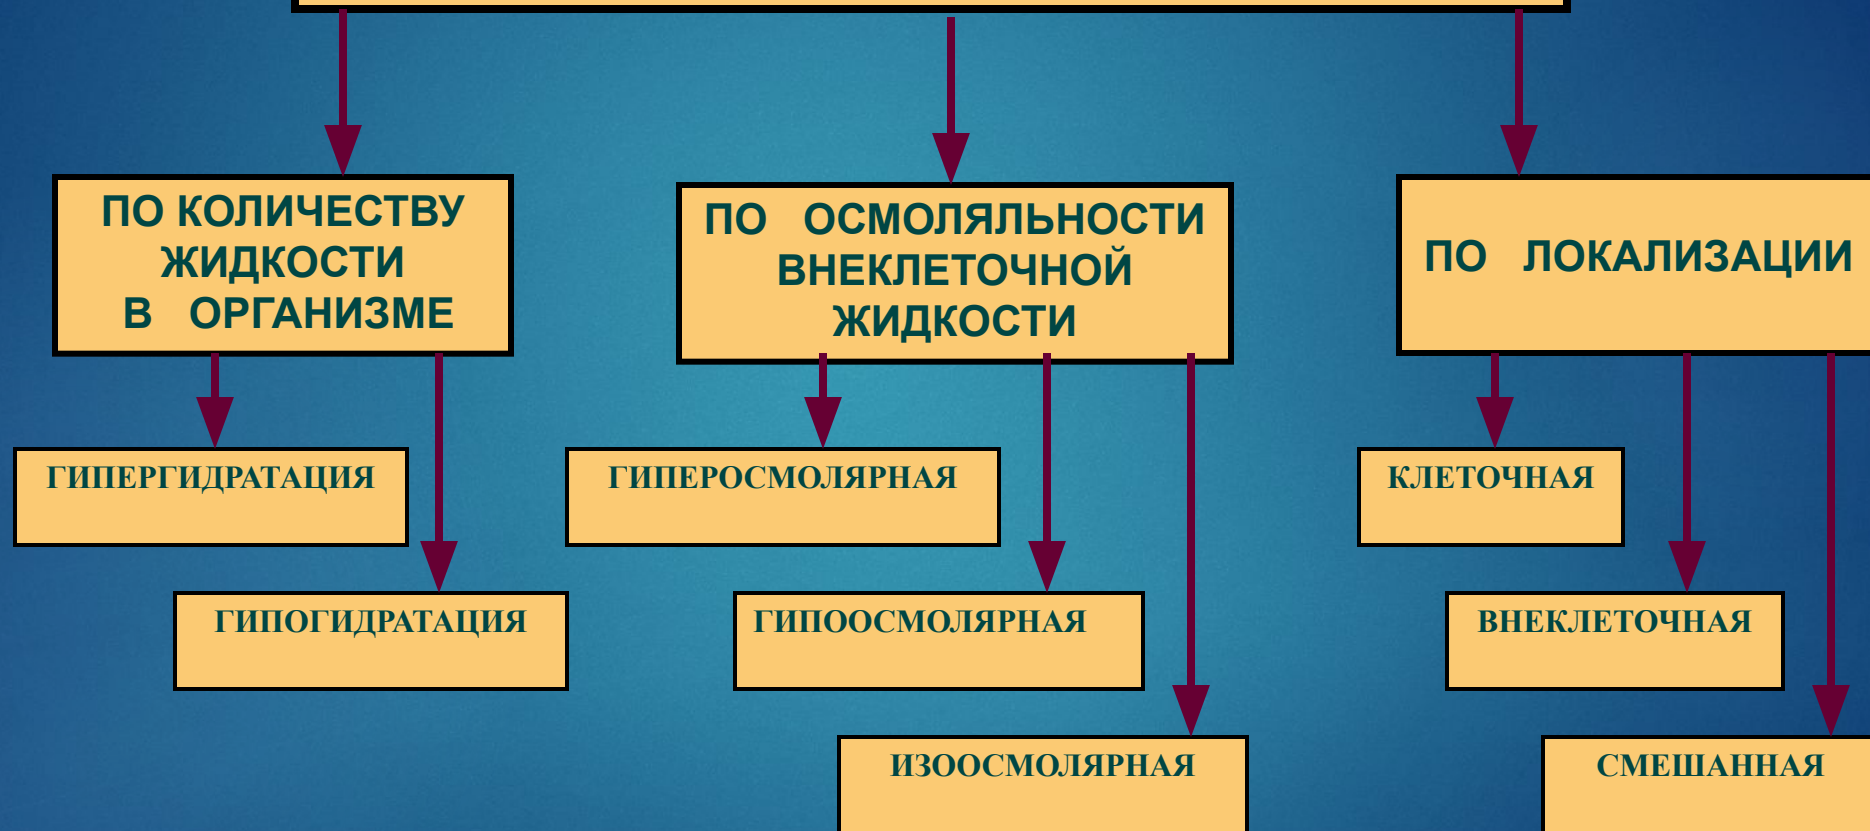 ПО КОЛИЧЕСТВУ
ЖИДКОСТИ
В ОРГАНИЗМЕ
ПО ОСМОЛЯЛЬНОСТИ
ВНЕКЛЕТОЧНОЙ
ЖИДКОСТИ
ПО ЛОКАЛИЗАЦИИ
ГИПЕРГИДРАТАЦИЯ
ГИПЕРОСМОЛЯРНАЯ
КЛЕТОЧНАЯ
ГИПОГИДРАТАЦИЯ
ГИПООСМОЛЯРНАЯ
ВНЕКЛЕТОЧНАЯ
ИЗООСМОЛЯРНАЯ
СМЕШАННАЯ